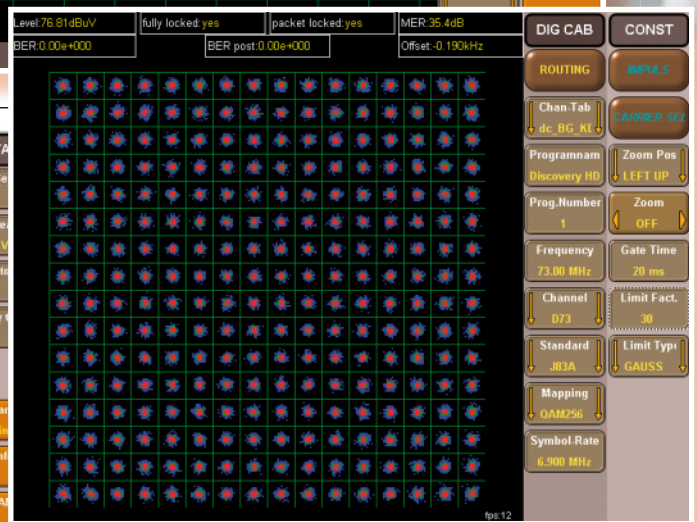 Level:76.81dBuV fully locked:yes packet locked:yes MER:35.4dB
BER:0.00e+000 BER post:0.00e+000 Offset:-0.190kHz
DIG CAB CONST
ROUTING IMPULS
Chan-Tab
dc_BG_KD
CARRIER SEL
Programnam
Discovery HD
Zoom Pos
LEFT UP
Prog.Number
1
Zoom
OFF
Frequency
73.00 MHz
Gate Time
20 ms
Channel
D73
Limit Fact.
30
Standard
J83A
Limit Type
GAUSS
Mapping
QAM256
Symbol-Rate
6.900 MHz
fps:12